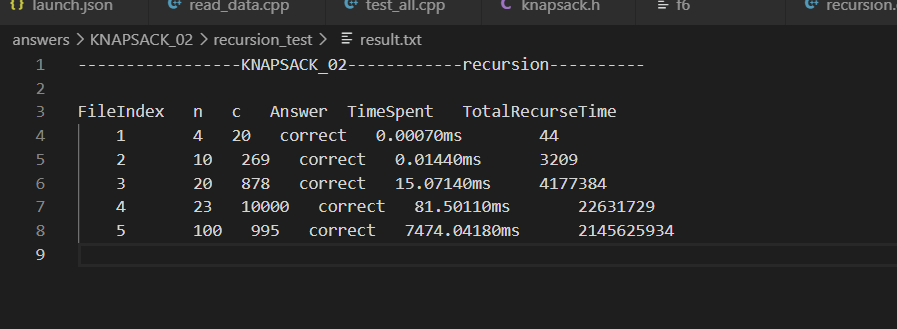 launch.json read_data.cpp test_all.cpp knapsack.h f6 recursion.
answers > KNAPSACK_02 > recursion_test > result.txt
1 -----------------KNAPSACK_02------------recursion----------
2
3 FileIndex n c Answer TimeSpent TotalRecurseTime
4 1 4 20 correct 0.00070ms 44
5 2 10 269 correct 0.01440ms 3209
6 3 20 878 correct 15.07140ms 4177384
7 4 23 10000 correct 81.50110ms 22631729
8 5 100 995 correct 7474.04180ms 2145625934
9